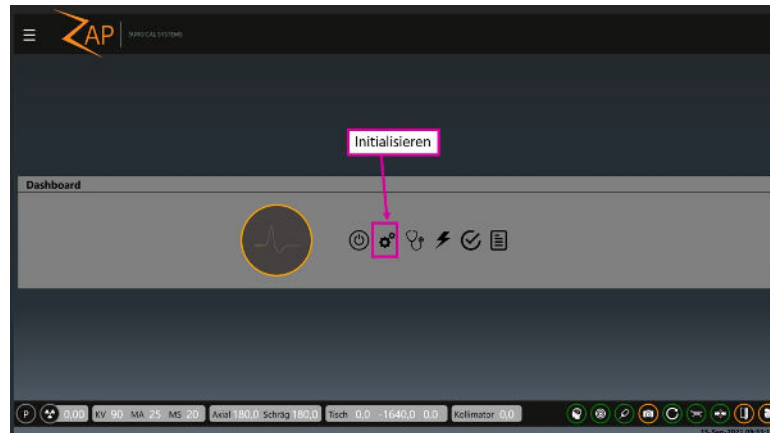 ZAP SURGICAL SYSTEMS
Initialisieren
Dashboard
P 0,00 KV 90 MA 25 MS 20 Axial 180,0 Schräg 180,0 Tisch 0,0 -1640,0 0,0 Kollimator 0,0